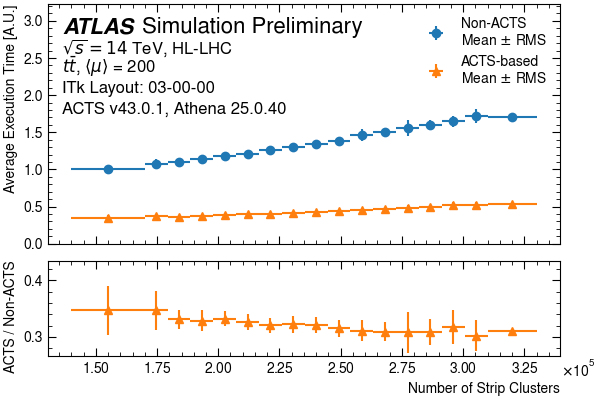 ATLAS Simulation Preliminary
√s = 14 TeV, HL-LHC
tt̄, ⟨μ⟩ = 200
ITk Layout: 03-00-00
ACTS v43.0.1, Athena 25.0.40
Non-ACTS
Mean ± RMS
ACTS-based
Mean ± RMS
Average Execution Time [A.U.]
3.0
2.5
2.0
1.5
1.0
0.5
0.0
ACTS / Non-ACTS
0.4
0.3
1.50 1.75 2.00 2.25 2.50 2.75 3.00 3.25
×10⁵
Number of Strip Clusters